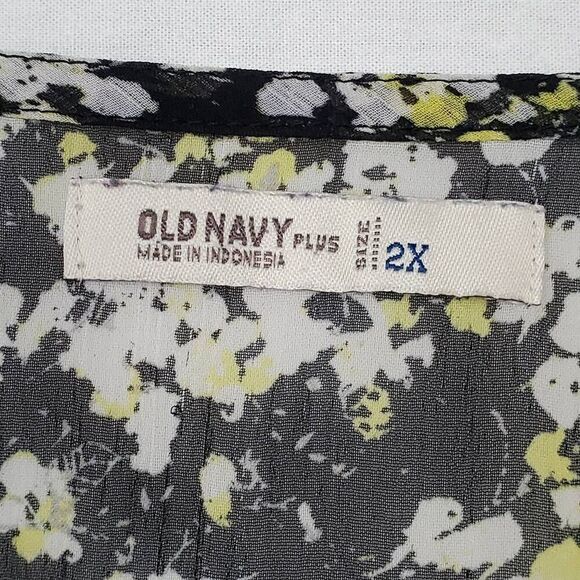 OLD NAVY PLUS
MADE IN INDONESIA
SIZE
2X